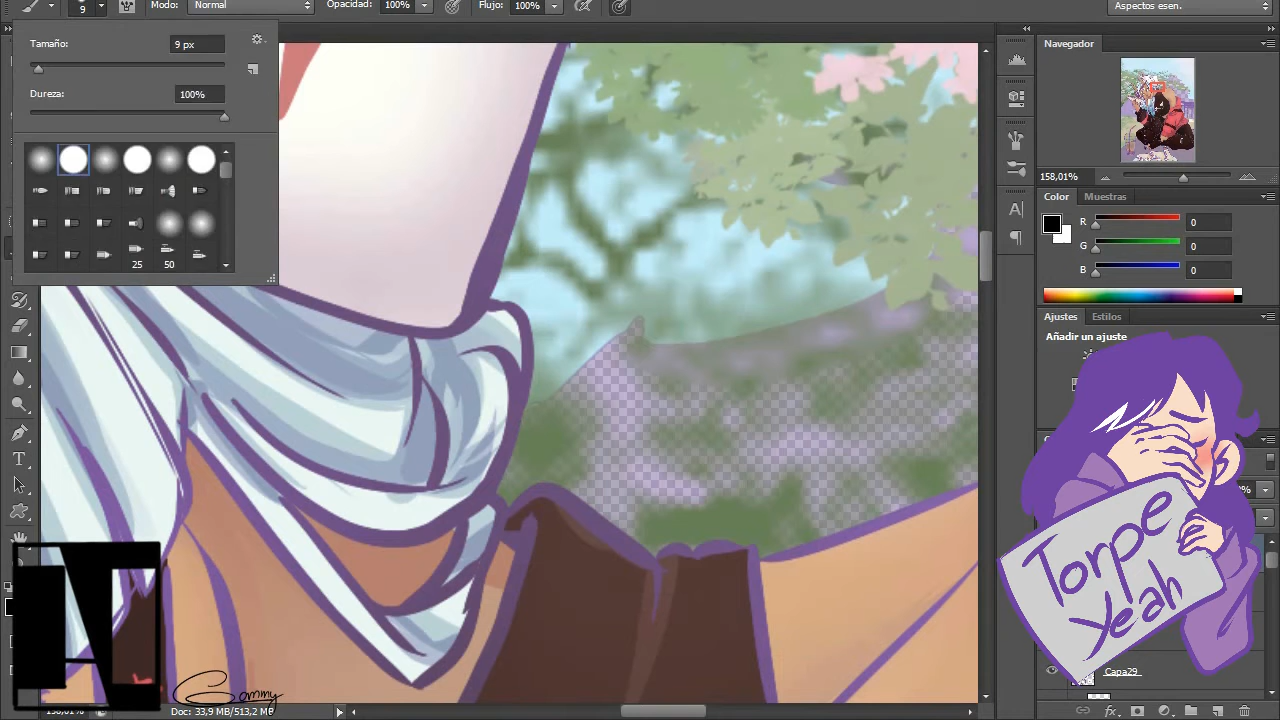 9
Modo:
Normal
Opacidad:
100%
Flujo:
100%
Aspectos esen.
Tamaño:
9 px
Dureza:
100%
25
50
Navegador
158,01%
Color
Muestras
R
0
G
0
B
0
Ajustes
Estilos
Añadir un ajuste
Torpe
Yeah
Capa29
Gommy
Doc: 33,9 MB/513,2 MB